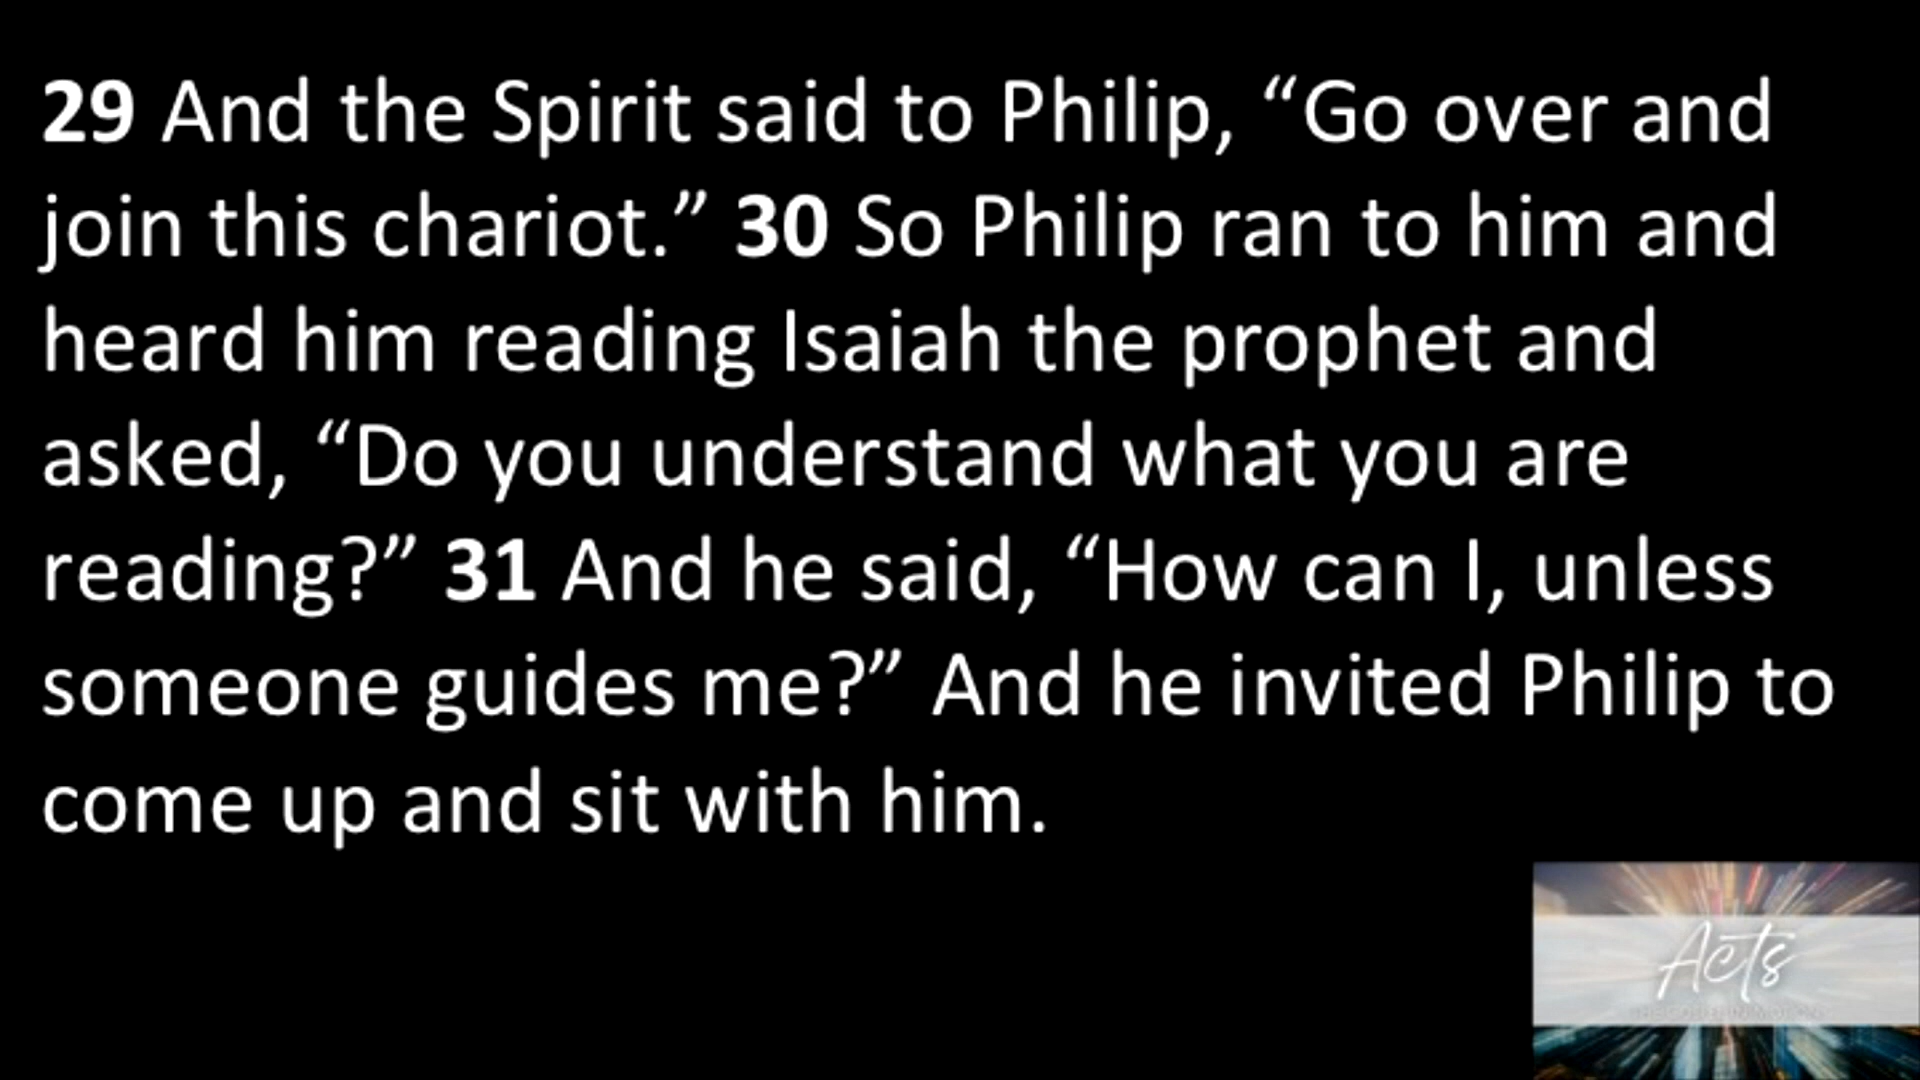 29 And the Spirit said to Philip, “Go over and
join this chariot.” 30 So Philip ran to him and
heard him reading Isaiah the prophet and
asked, “Do you understand what you are
reading?” 31 And he said, “How can I, unless
someone guides me?” And he invited Philip to
come up and sit with him.
Acts